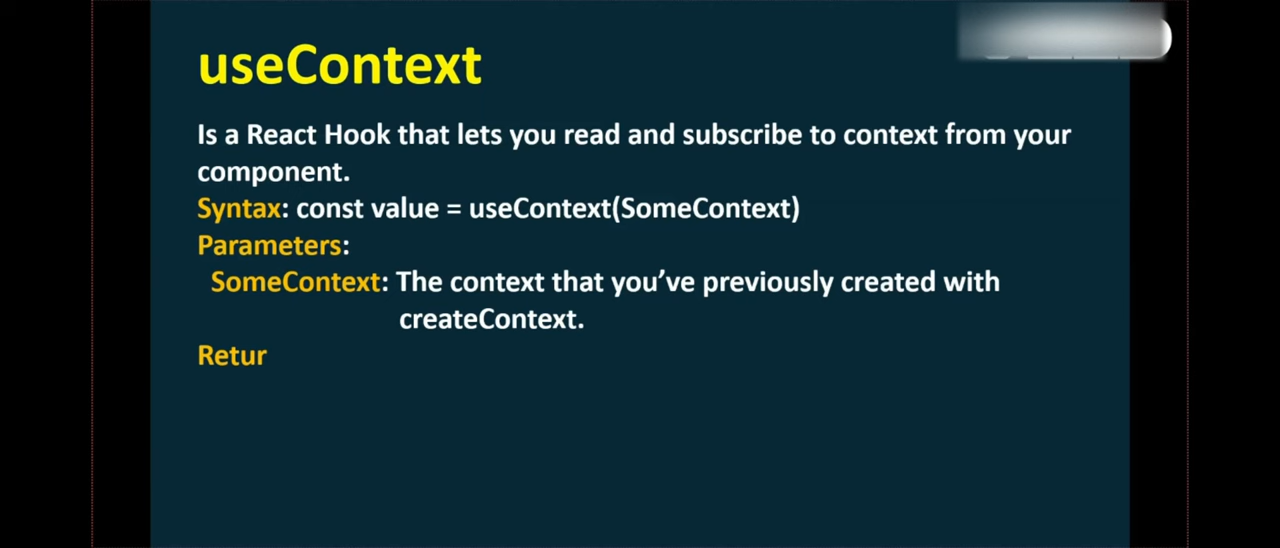 useContext
Is a React Hook that lets you read and subscribe to context from your
component.
Syntax: const value = useContext(SomeContext)
Parameters:
SomeContext: The context that you’ve previously created with
createContext.
Retur